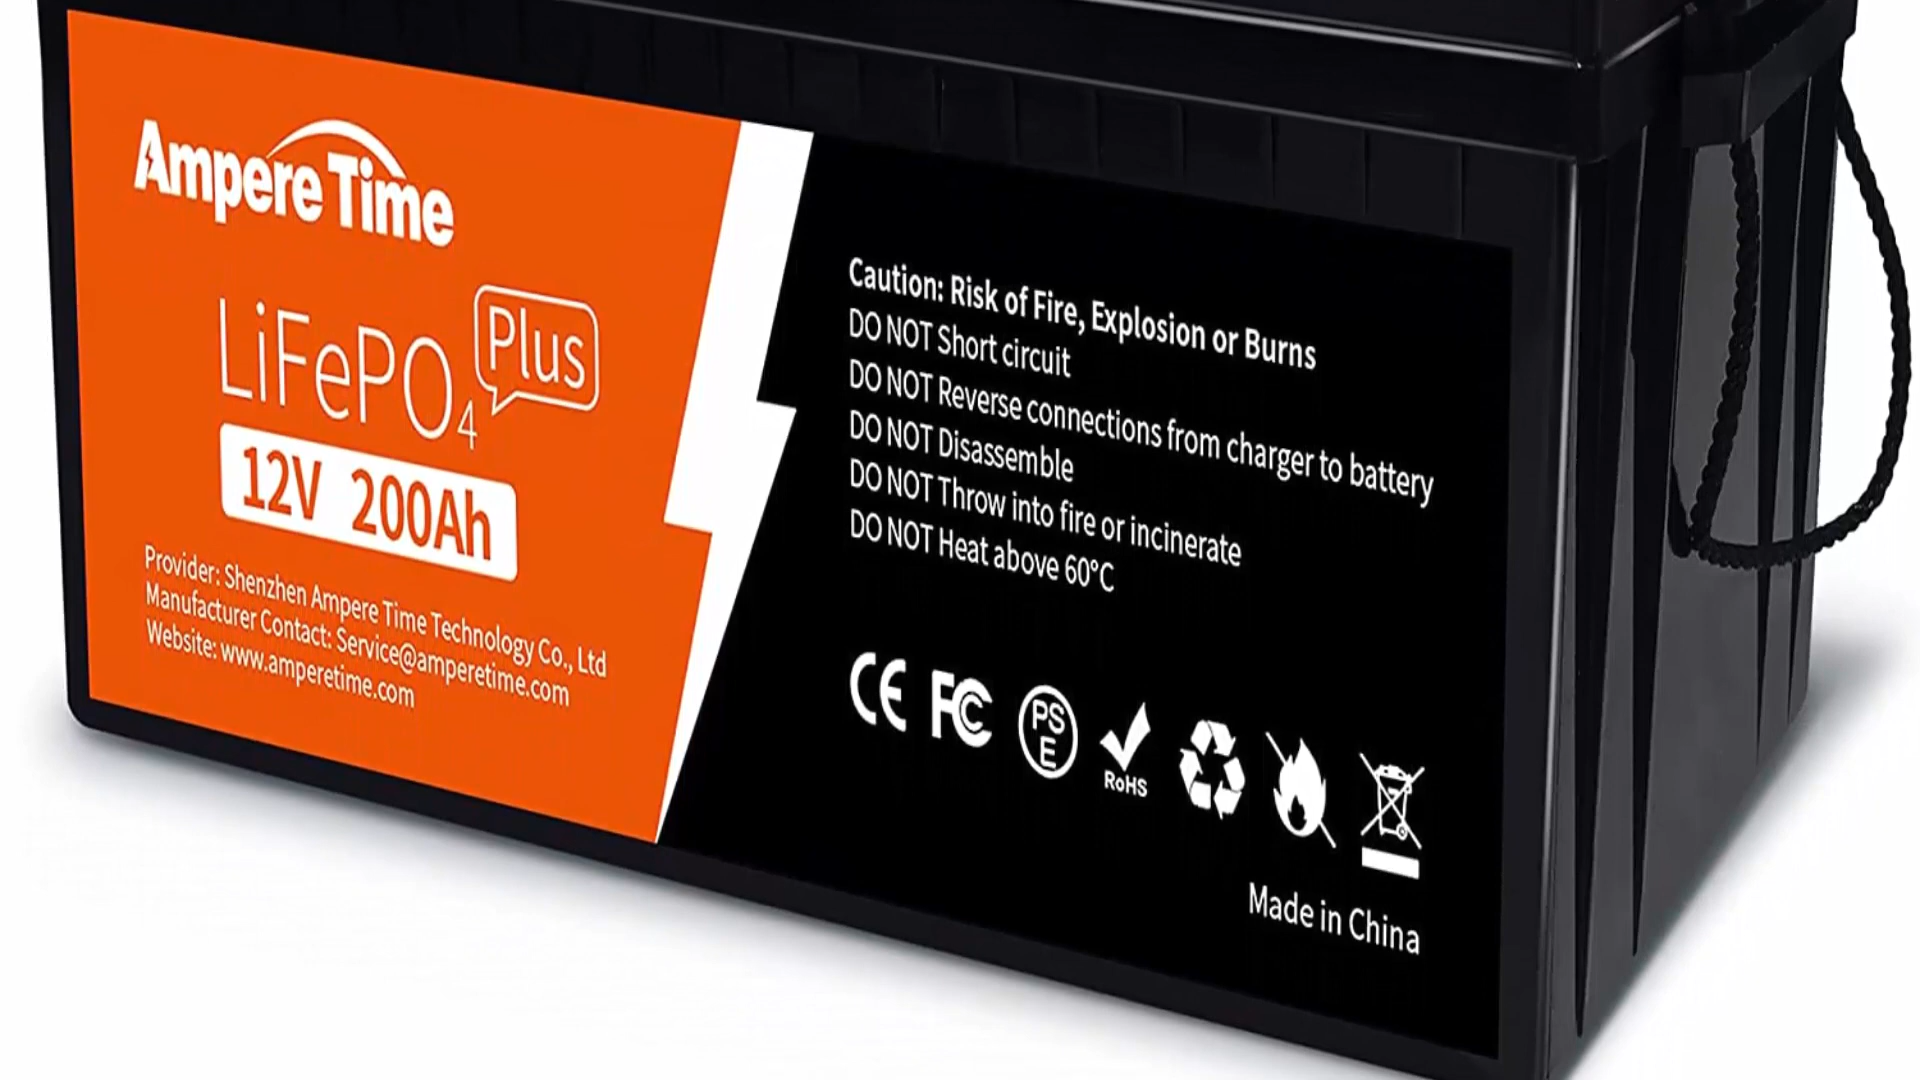 Ampere Time
LiFePO4 Plus
12V 200Ah
Provider: Shenzhen Ampere Time Technology Co., Ltd
Manufacturer Contact: Service@amperetime.com
Website: www.amperetime.com
Caution: Risk of Fire, Explosion or Burns
DO NOT Short circuit
DO NOT Reverse connections from charger to battery
DO NOT Disassemble
DO NOT Throw into fire or incinerate
DO NOT Heat above 60°C
CE FC PSE RoHS
Made in China